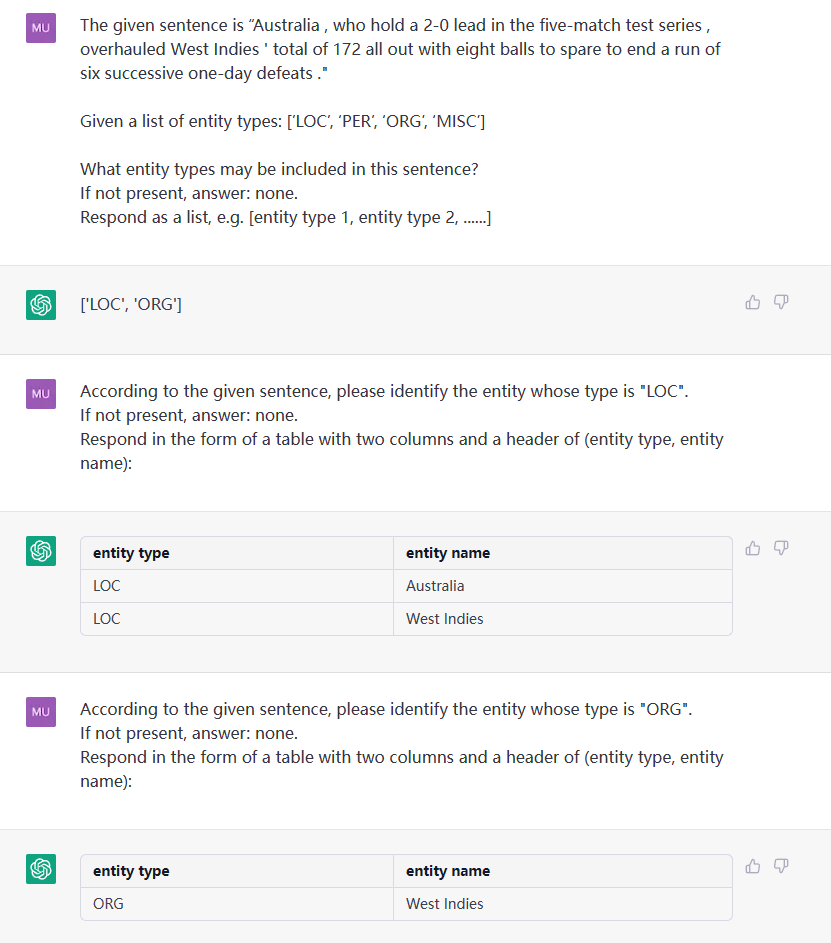 MU
The given sentence is “Australia , who hold a 2-0 lead in the five-match test series ,
overhauled West Indies ' total of 172 all out with eight balls to spare to end a run of
six successive one-day defeats ."
Given a list of entity types: [‘LOC’, ‘PER’, ‘ORG’, ‘MISC’]
What entity types may be included in this sentence?
If not present, answer: none.
Respond as a list, e.g. [entity type 1, entity type 2, ......]
['LOC', 'ORG']
MU
According to the given sentence, please identify the entity whose type is "LOC".
If not present, answer: none.
Respond in the form of a table with two columns and a header of (entity type, entity
name):
entity type entity name
LOC Australia
LOC West Indies
MU
According to the given sentence, please identify the entity whose type is "ORG".
If not present, answer: none.
Respond in the form of a table with two columns and a header of (entity type, entity
name):
entity type entity name
ORG West Indies